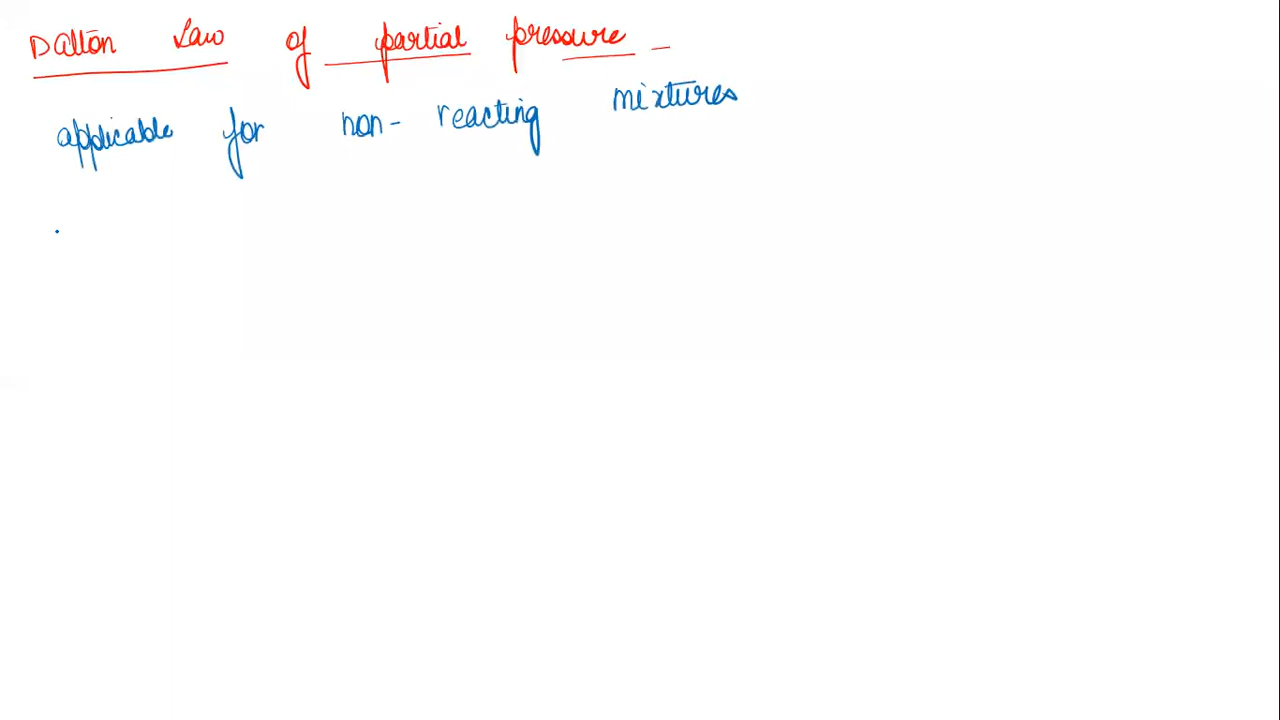 Dalton Law of partial pressure -
applicable for non- reacting mixtures